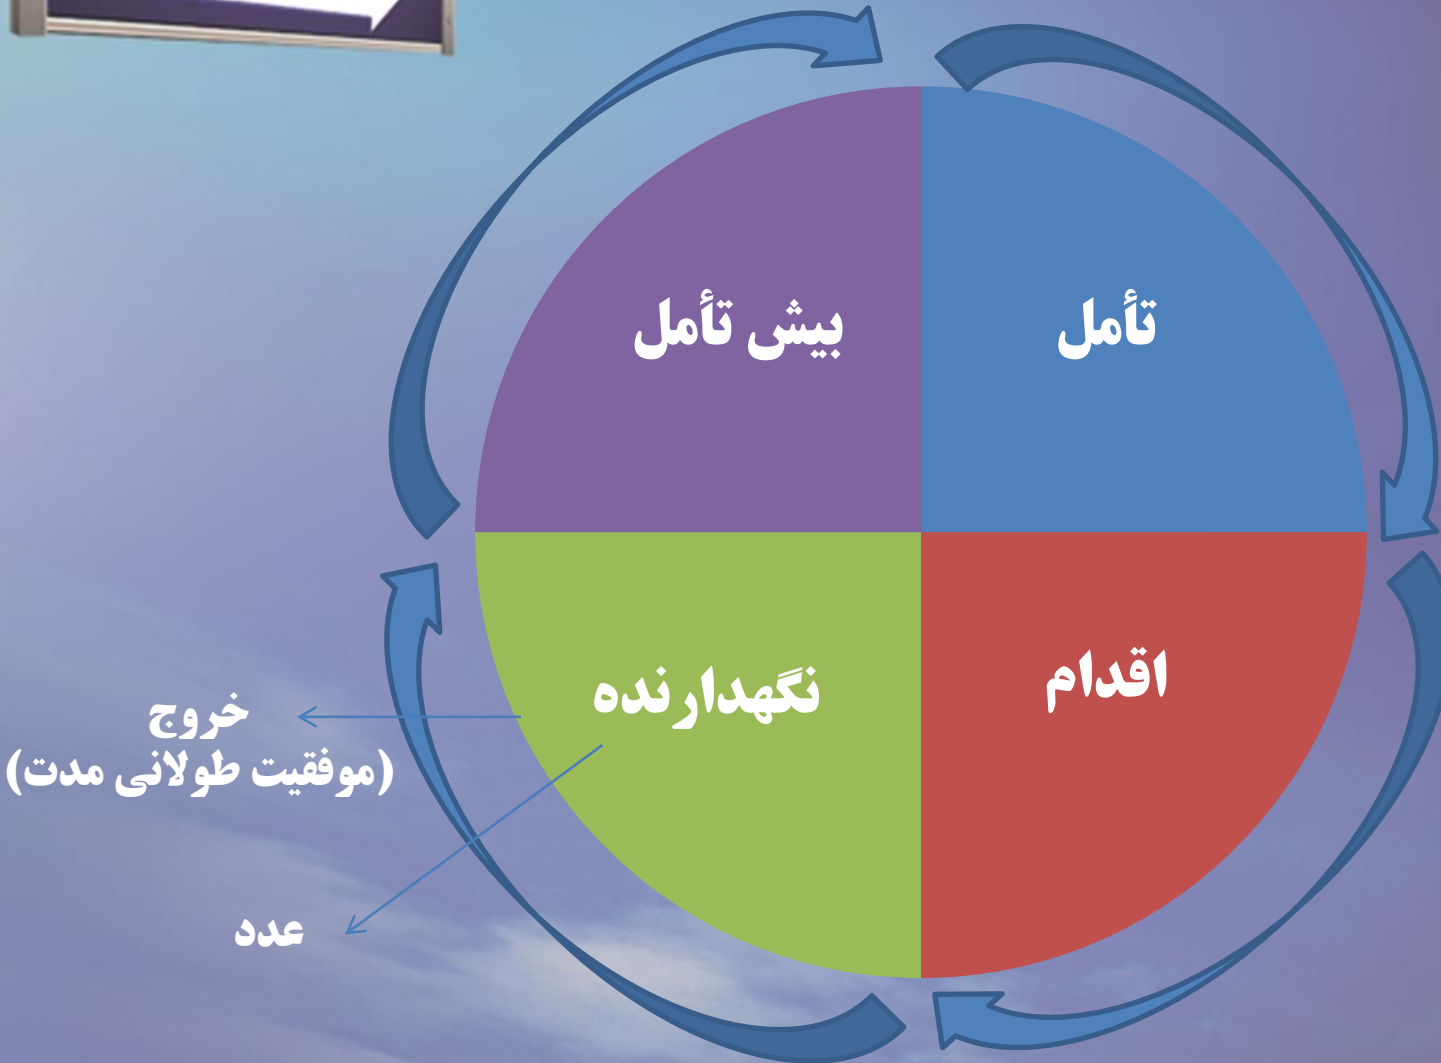 تأمل
بیش تأمل
اقدام
نگهدارنده
خروج
(موفقیت طولانی مدت)
عدد